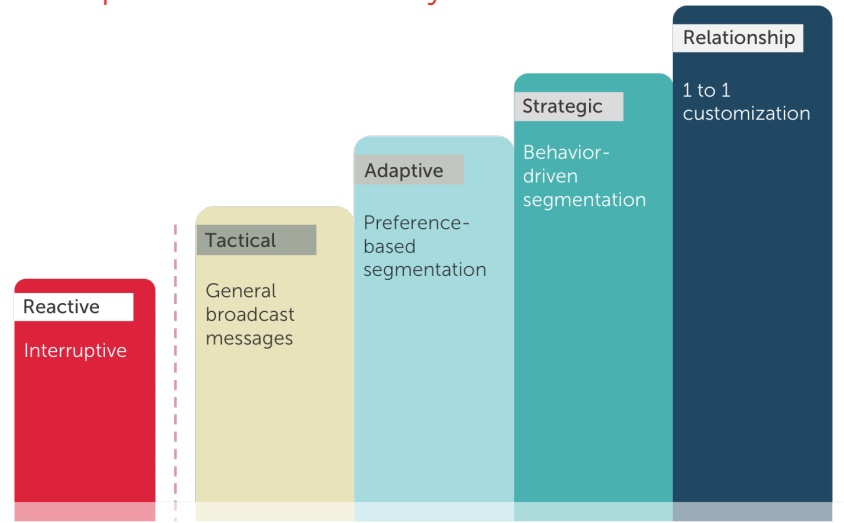 Reactive
Interruptive
Tactical
General
broadcast
messages
Adaptive
Preference-
based
segmentation
Strategic
Behavior-
driven
segmentation
Relationship
1 to 1
customization